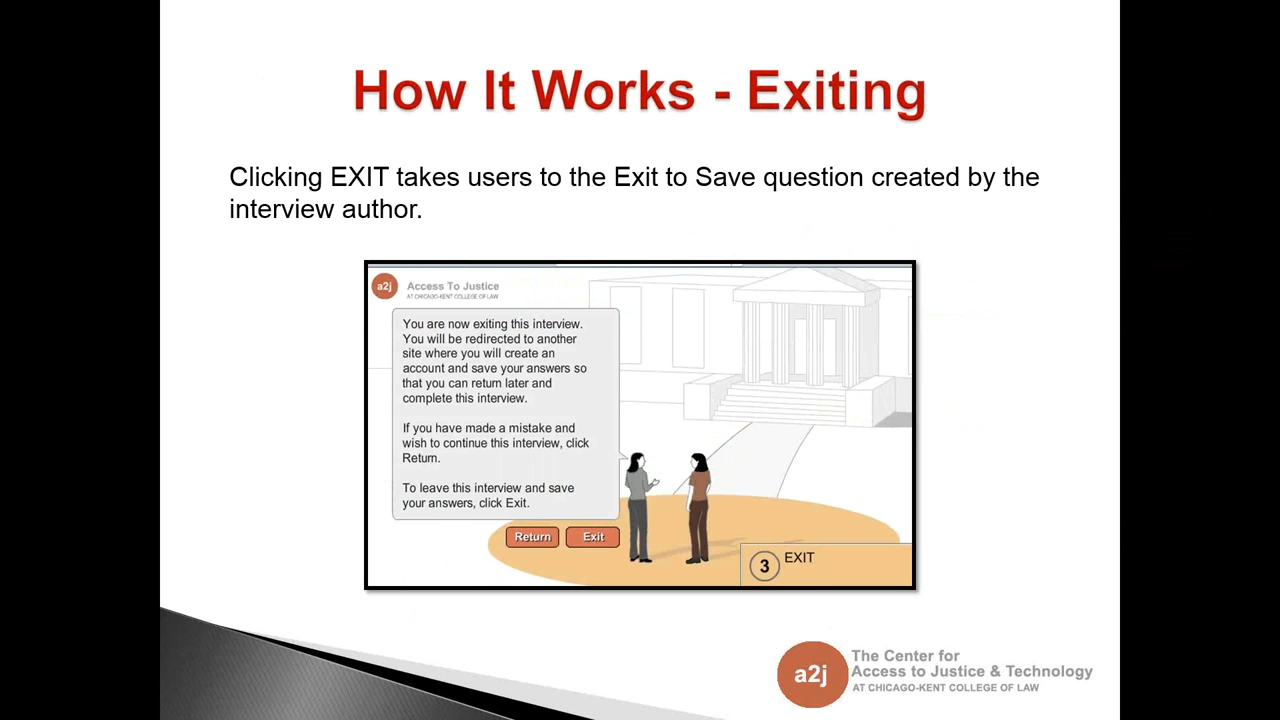 How It Works - Exiting
Clicking EXIT takes users to the Exit to Save question created by the
interview author.
a2j
Access To Justice
AT CHICAGO-KENT COLLEGE OF LAW
You are now exiting this interview.
You will be redirected to another
site where you will create an
account and save your answers so
that you can return later and
complete this interview.
If you have made a mistake and
wish to continue this interview, click
Return.
To leave this interview and save
your answers, click Exit.
Return Exit
3 EXIT
a2j
The Center for
Access to Justice & Technology
AT CHICAGO-KENT COLLEGE OF LAW